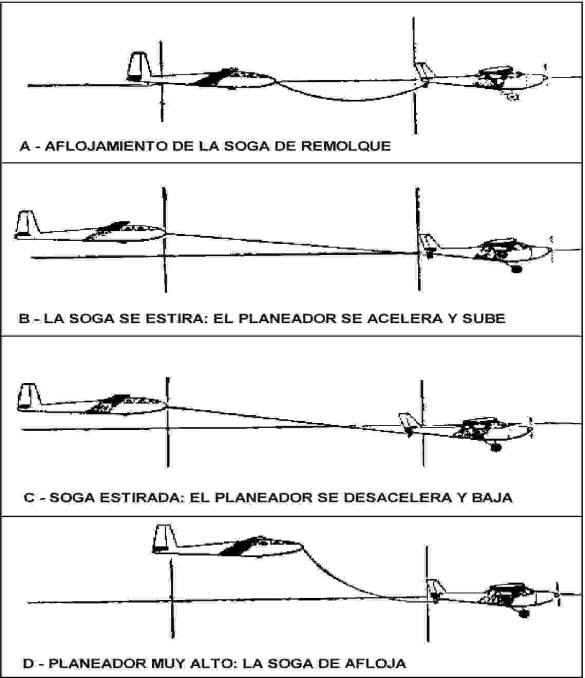 A - AFLOJAMIENTO DE LA SOGA DE REMOLQUE
B - LA SOGA SE ESTIRA: EL PLANEADOR SE ACELERA Y SUBE
C - SOGA ESTIRADA: EL PLANEADOR SE DESACELERA Y BAJA
D - PLANEADOR MUY ALTO: LA SOGA DE AFLOJA